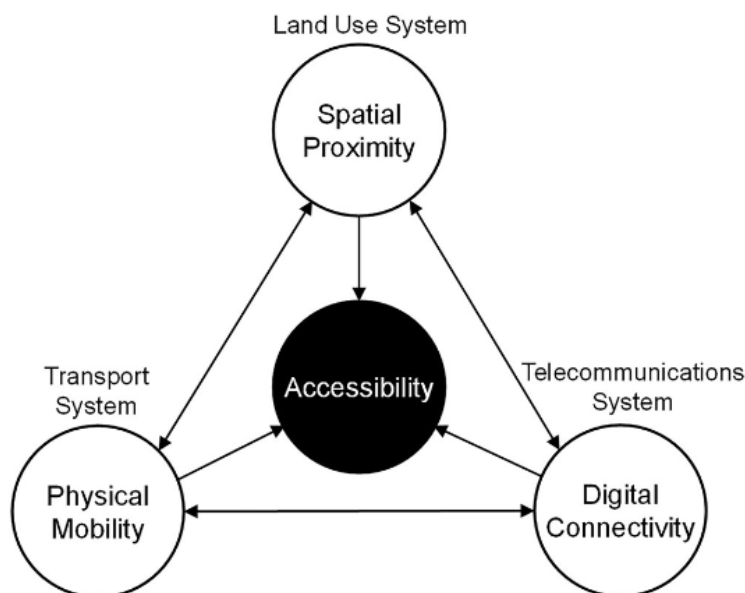 Land Use System
Spatial
Proximity
Accessibility
Transport
System
Telecommunications
System
Physical
Mobility
Digital
Connectivity